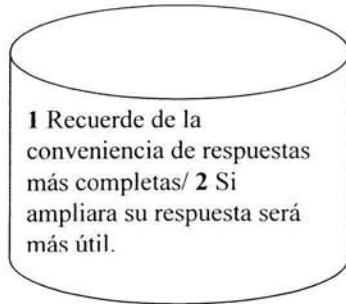 1 Recuerde de la
conveniencia de respuestas
más completas/ 2 Si
ampliara su respuesta será
más útil.